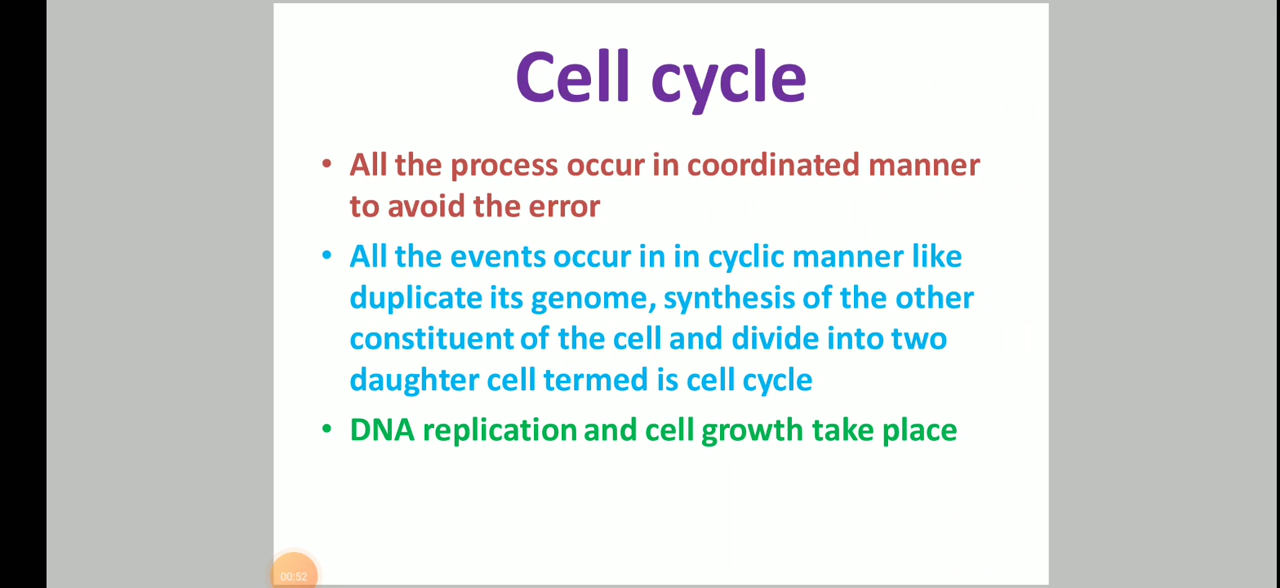 Cell cycle
• All the process occur in coordinated manner
to avoid the error
• All the events occur in in cyclic manner like
duplicate its genome, synthesis of the other
constituent of the cell and divide into two
daughter cell termed is cell cycle
• DNA replication and cell growth take place
00:52